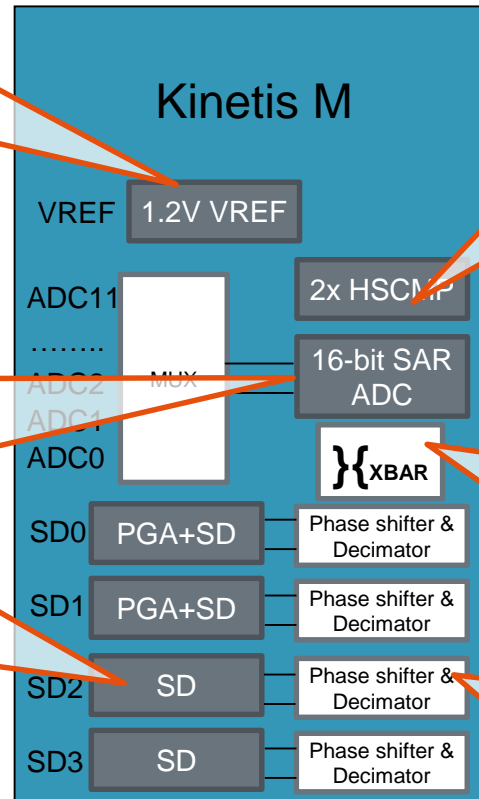 Kinetis M
VREF 1.2V VREF
ADC11
2x HSCMP
........
ADC2
MUX
16-bit SAR
ADC
ADC1
ADC0
}{XBAR
SD0 PGA+SD Phase shifter &
Decimator
SD1 PGA+SD Phase shifter &
Decimator
SD2 SD Phase shifter &
Decimator
SD3 SD Phase shifter &
Decimator